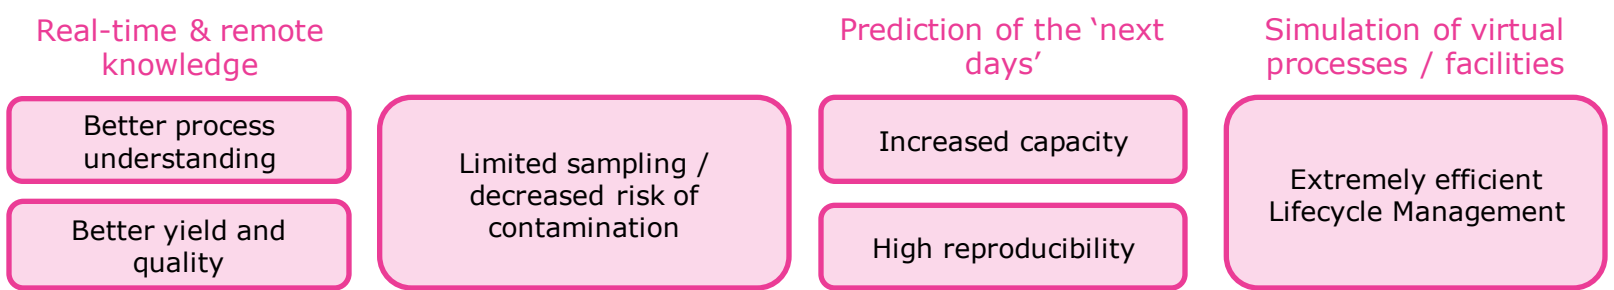 Real-time & remote
knowledge
Better process
understanding
Better yield and
quality
Limited sampling /
decreased risk of
contamination
Prediction of the ‘next
days’
Increased capacity
High reproducibility
Simulation of virtual
processes / facilities
Extremely efficient
Lifecycle Management